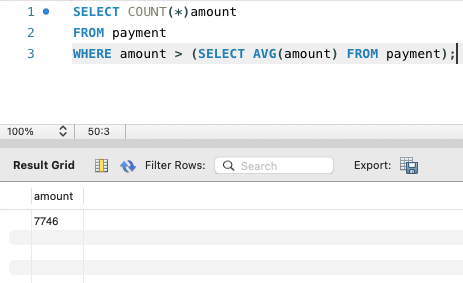 1 SELECT COUNT(*)amount
2 FROM payment
3 WHERE amount > (SELECT AVG(amount) FROM payment);
100% 50:3
Result Grid Filter Rows: Search Export:
amount
7746